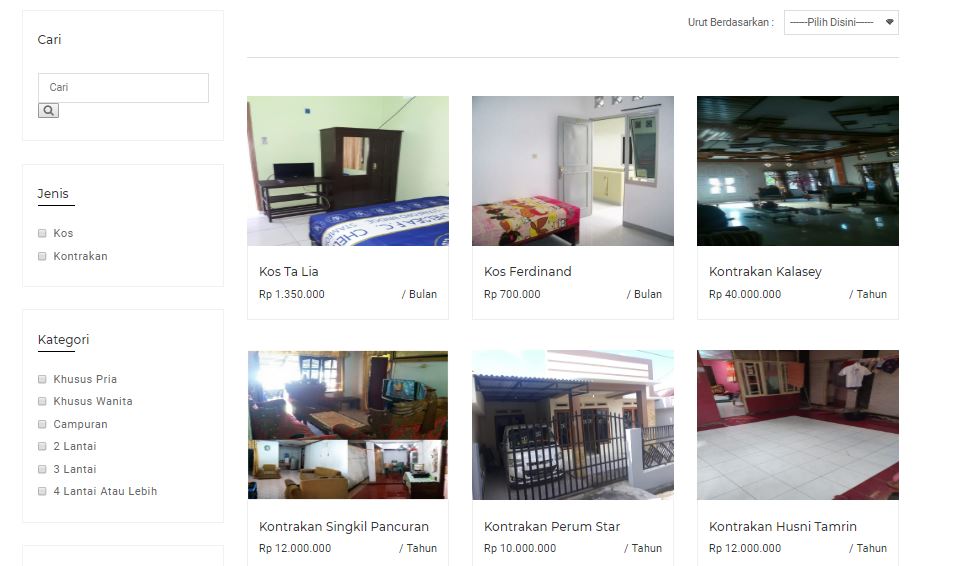 Cari
Cari
Jenis
Kos
Kontrakan
Kategori
Khusus Pria
Khusus Wanita
Campuran
2 Lantai
3 Lantai
4 Lantai Atau Lebih
Urut Berdasarkan :
------Pilih Disini------
CHELSEA F.C.
Kos Ta Lia
Rp 1.350.000 / Bulan
Kos Ferdinand
Rp 700.000 / Bulan
Kontrakan Kalasey
Rp 40.000.000 / Tahun
Kontrakan Singkil Pancuran
Rp 12.000.000 / Tahun
Kontrakan Perum Star
Rp 10.000.000 / Tahun
Kontrakan Husni Tamrin
Rp 12.000.000 / Tahun